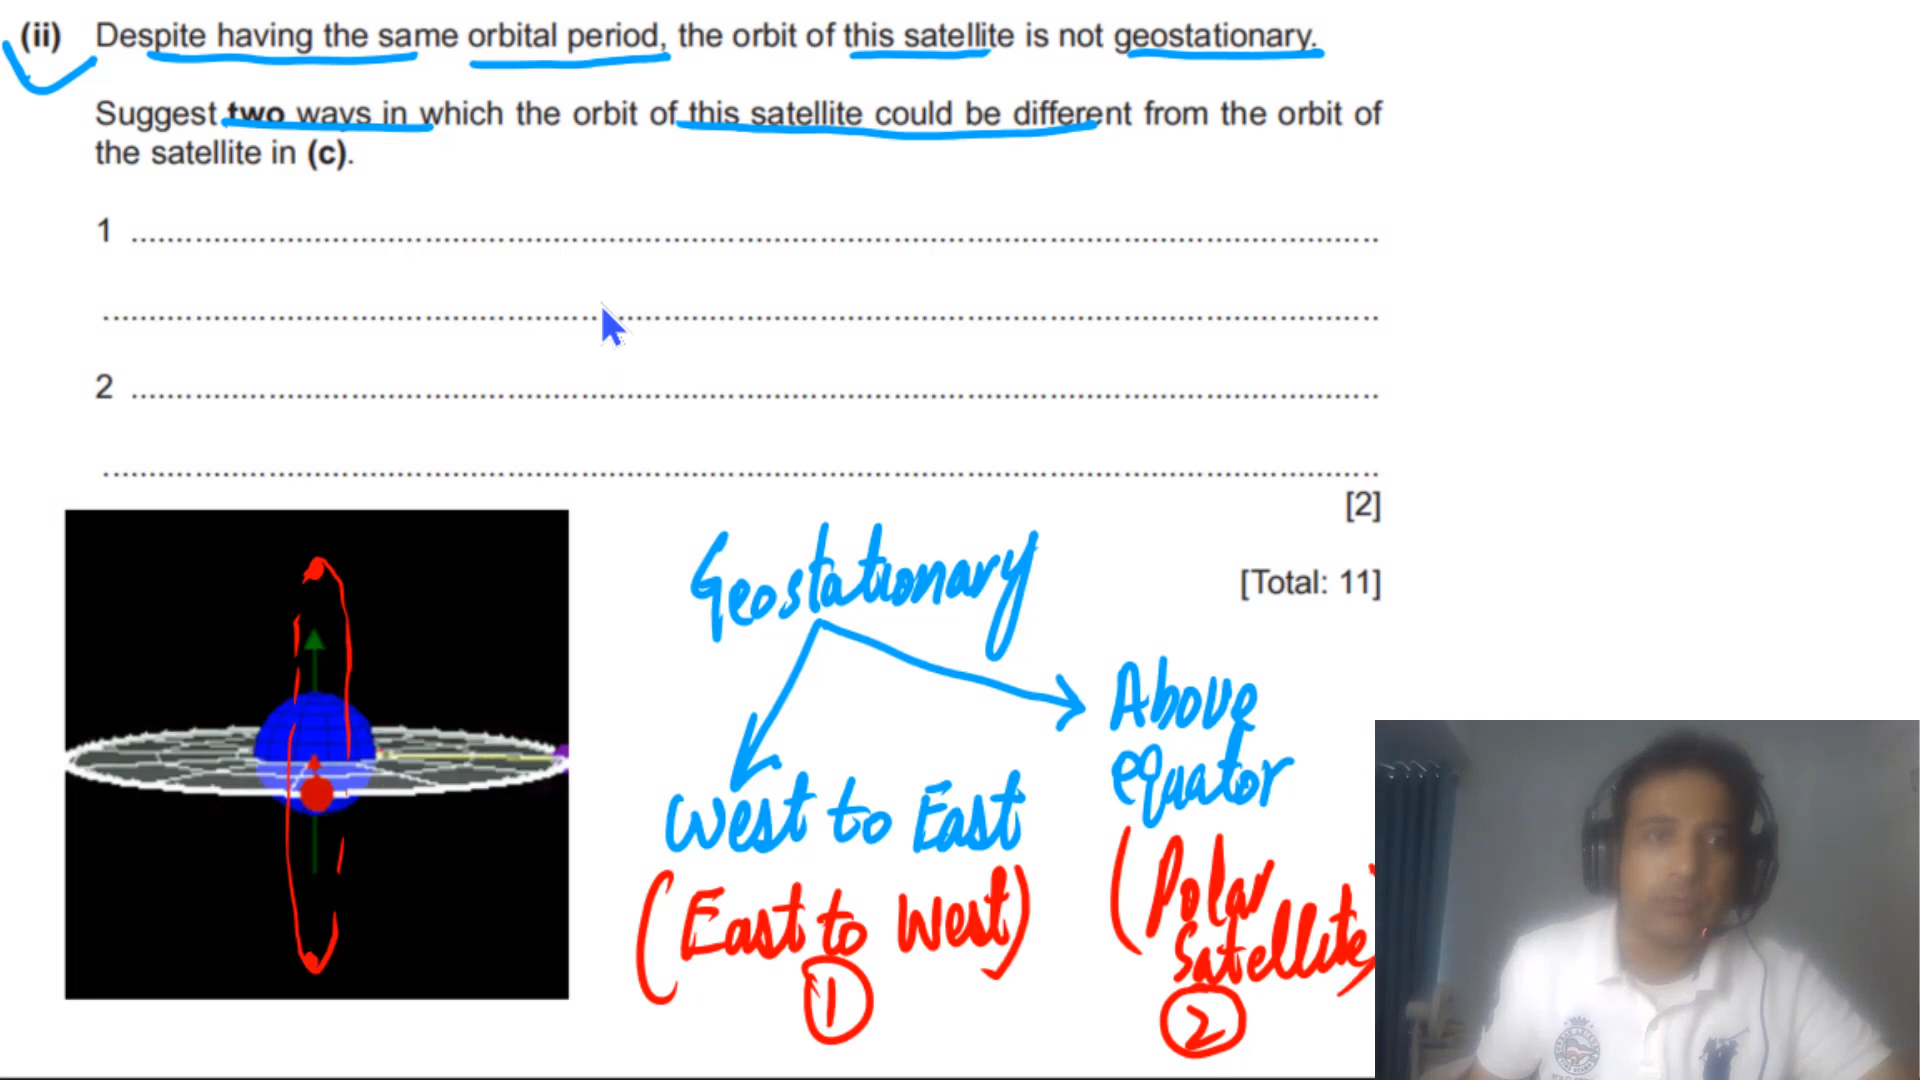 (ii) Despite having the same orbital period, the orbit of this satellite is not geostationary.
Suggest two ways in which the orbit of this satellite could be different from the orbit of
the satellite in (c).
1 ........................................................................
........................................................................
2 ........................................................................
........................................................................
[2]
[Total: 11]
Geostationary
West to East
(East to West)
1
Above
equator
(Polar
Satellite)
2